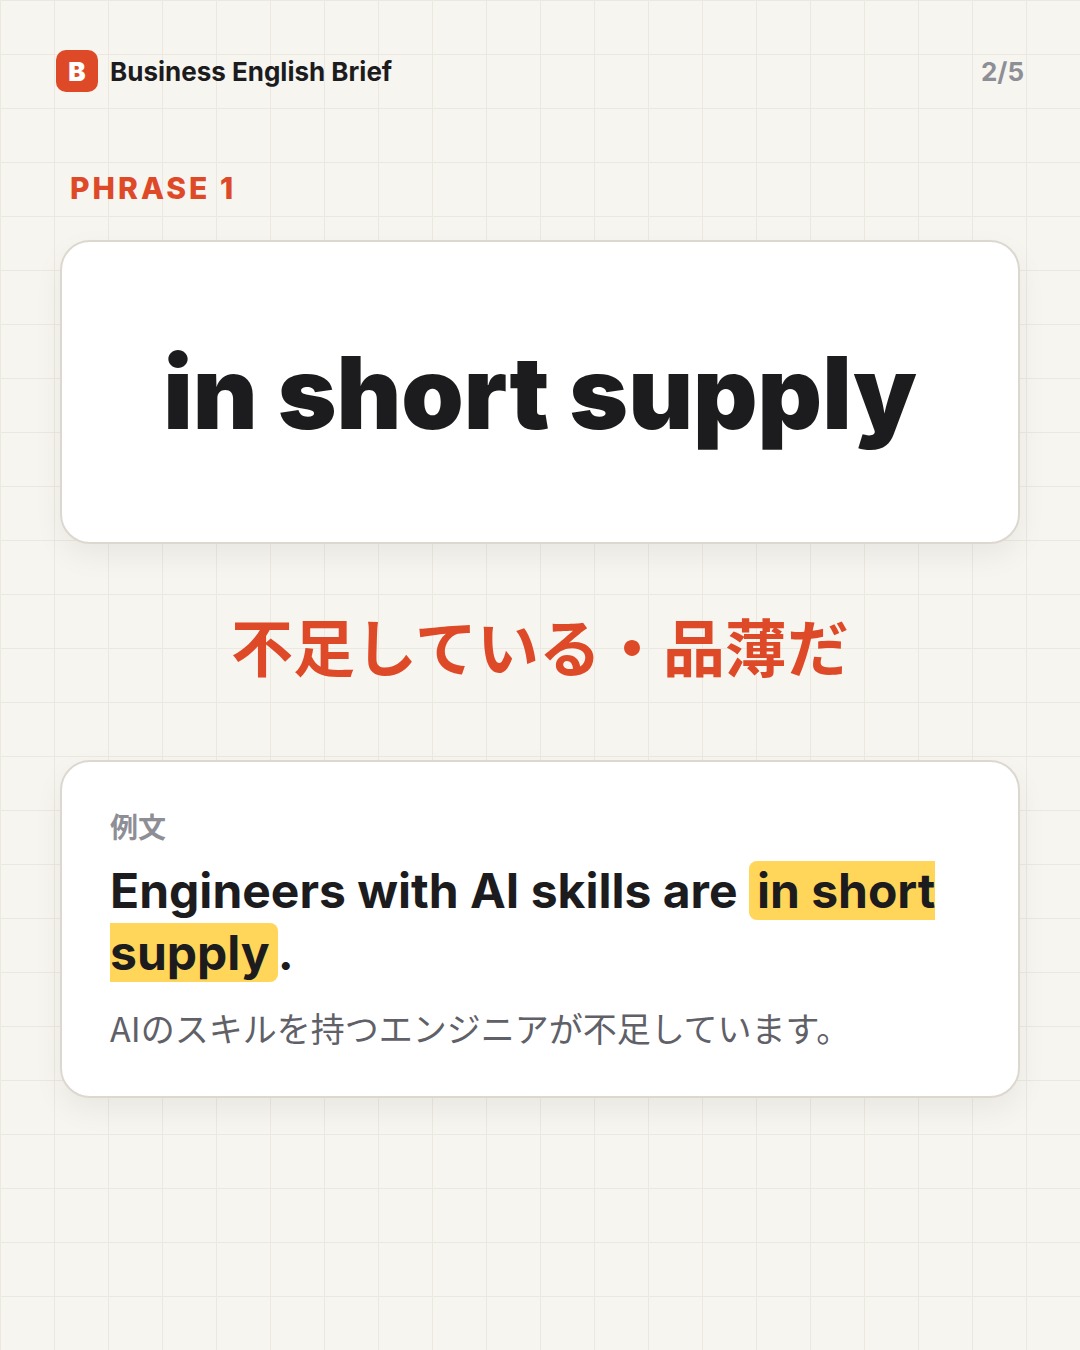 B Business English Brief 2/5
PHRASE 1
in short supply
不足している・品薄だ
例文
Engineers with AI skills are in short
supply.
AIのスキルを持つエンジニアが不足しています。